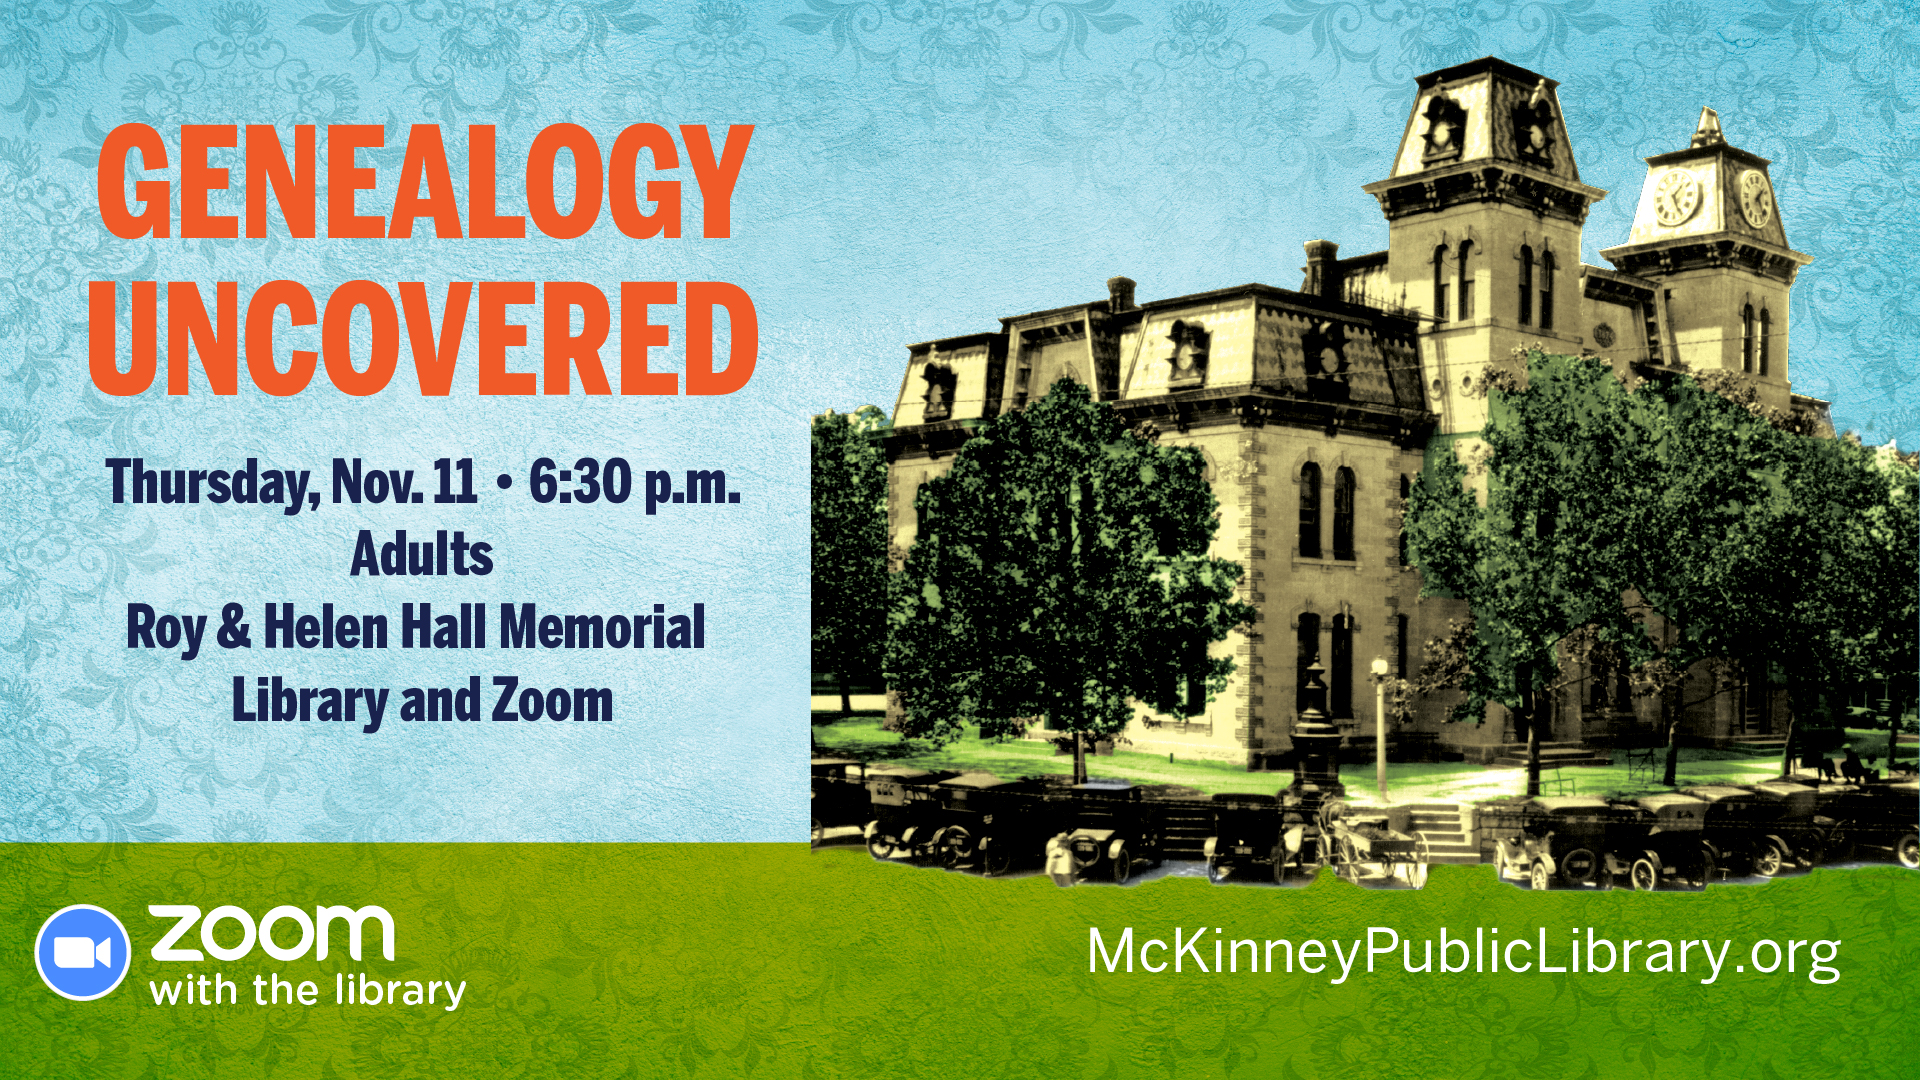 GENEALOGY
UNCOVERED
Thursday, Nov. 11 • 6:30 p.m.
Adults
Roy & Helen Hall Memorial
Library and Zoom
zoom
with the library
McKinneyPublicLibrary.org